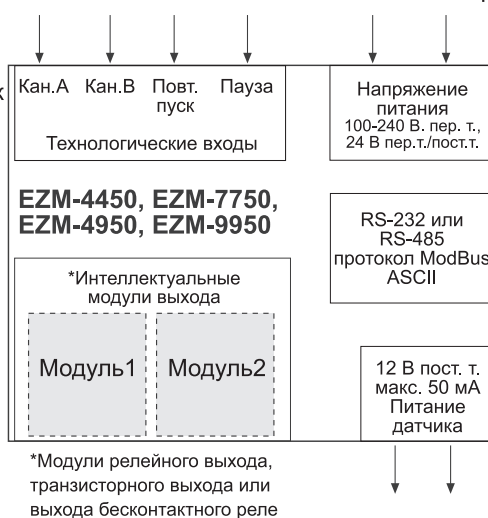 х
Кан.А Кан.В Повт. пуск Пауза
Технологические входы
Напряжение
питания
100-240 В. пер. т.,
24 В пер.т./пост.т.
EZM-4450, EZM-7750,
EZM-4950, EZM-9950
RS-232 или
RS-485
протокол ModBus
ASCII
*Интеллектуальные
модули выхода
Модуль1 Модуль2
12 В пост. т.
макс. 50 мА
Питание
датчика
*Модули релейного выхода,
транзисторного выхода или
выхода бесконтактного реле